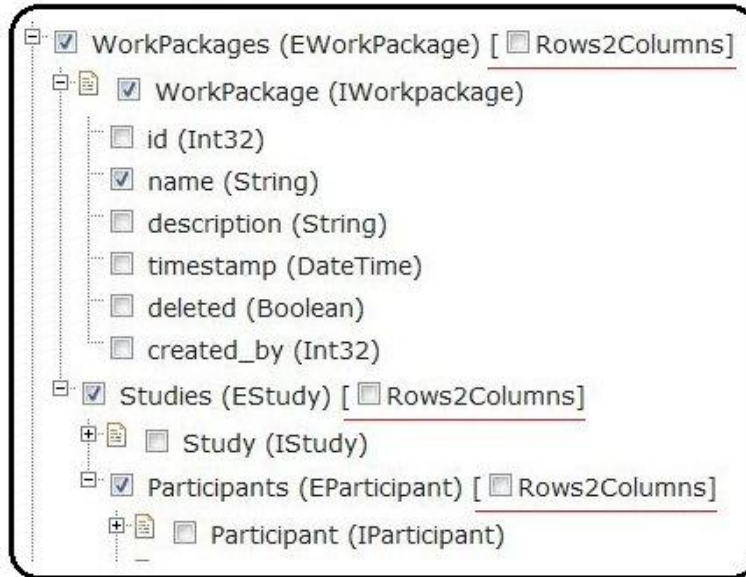 WorkPackages (EWorkPackage) [ Rows2Columns]
WorkPackage (IWorkpackage)
id (Int32)
name (String)
description (String)
timestamp (DateTime)
deleted (Boolean)
created_by (Int32)
Studies (EStudy) [ Rows2Columns]
Study (IStudy)
Participants (EParticipant) [ Rows2Columns]
Participant (IParticipant)